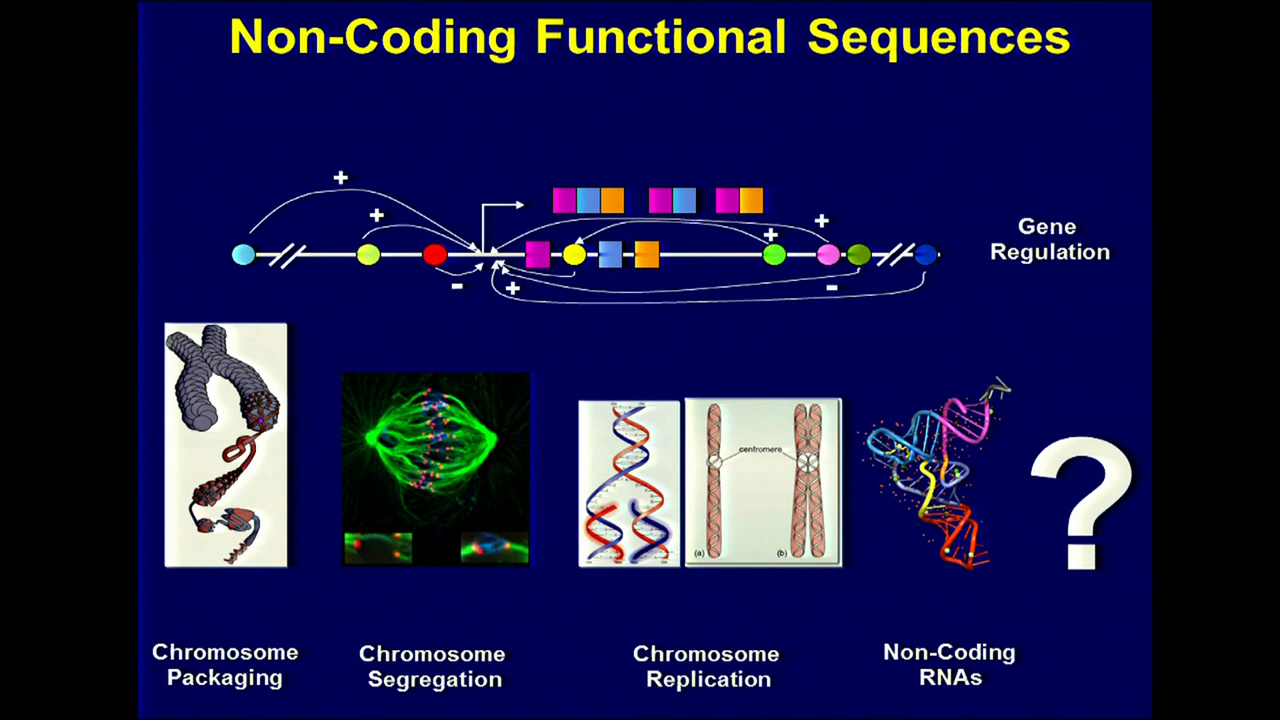 Non-Coding Functional Sequences
+
+
+
+
-
+
-
Gene
Regulation
centromere
(a)
(b)
Chromosome
Packaging
Chromosome
Segregation
Chromosome
Replication
Non-Coding
RNAs
?